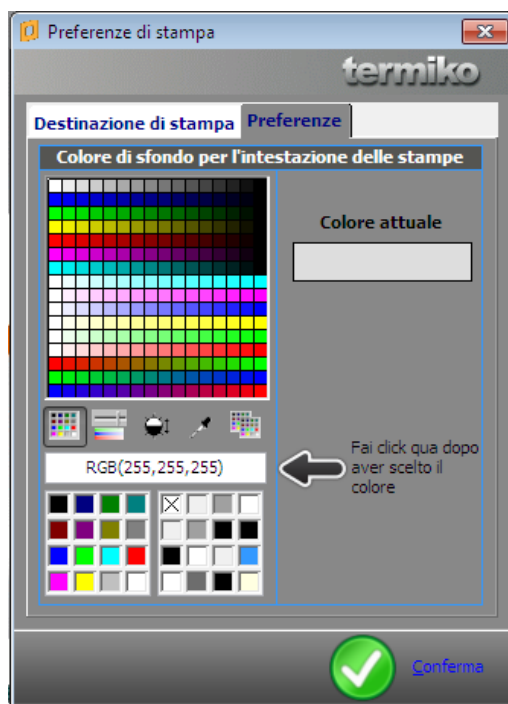 Preferenze di stampa
termiko
Destinazione di stampa
Preferenze
Colore di sfondo per l'intestazione delle stampe
Colore attuale
RGB(255,255,255)
Fai click qua dopo
aver scelto il
colore
Conferma